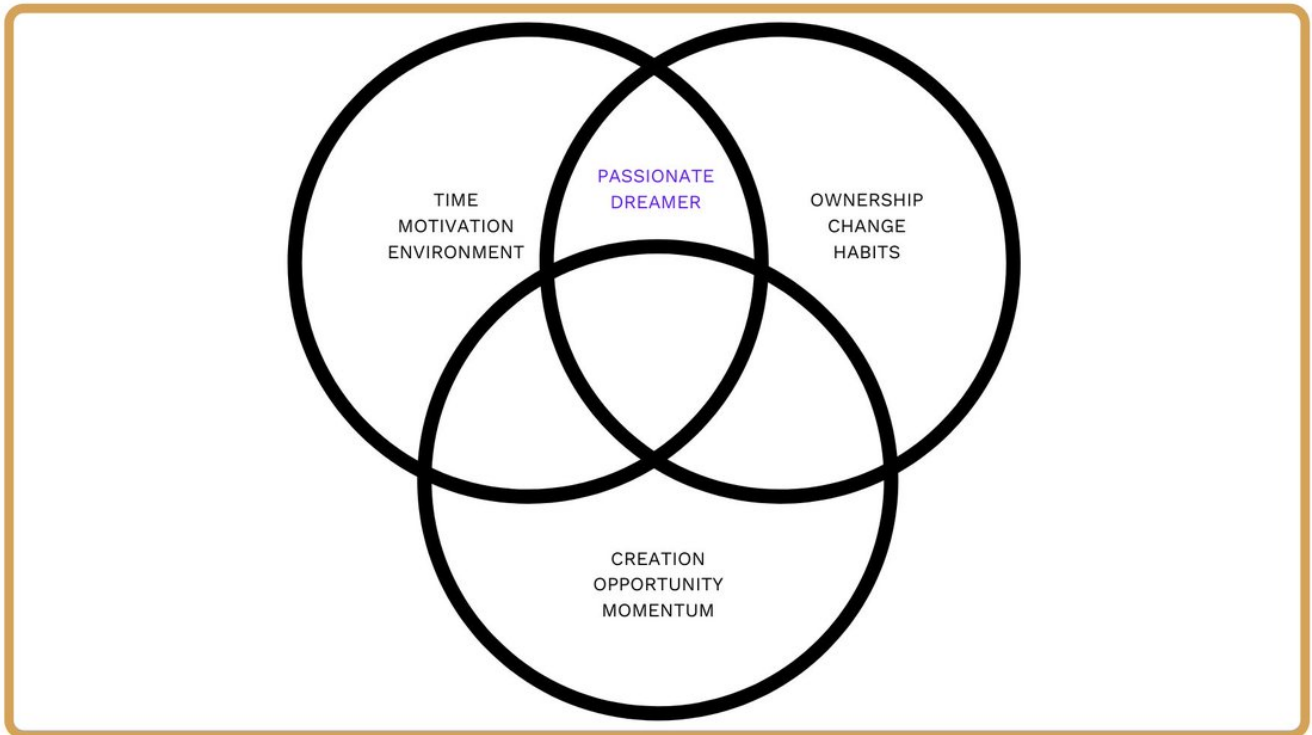 PASSIONATE
DREAMER
TIME
MOTIVATION
ENVIRONMENT
OWNERSHIP
CHANGE
HABITS
CREATION
OPPORTUNITY
MOMENTUM